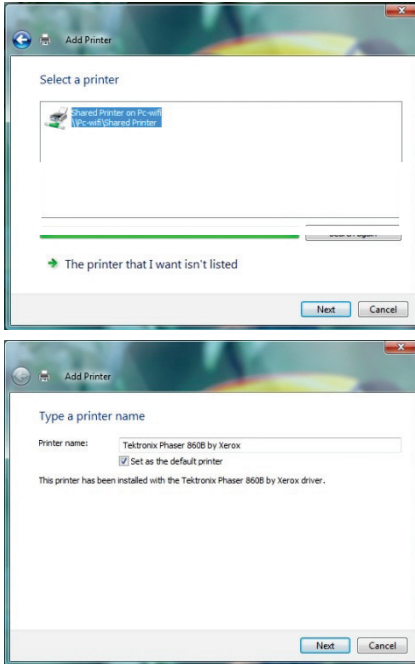 Add Printer
Select a printer
Shared Printer on Pc-wifi
\\Pc-wifi\Shared Printer
The printer that I want isn't listed
Next
Cancel
Add Printer
Type a printer name
Printer name:
Tektronix Phaser 860B by Xerox
Set as the default printer
This printer has been installed with the Tektronix Phaser 860B by Xerox driver.
Next
Cancel